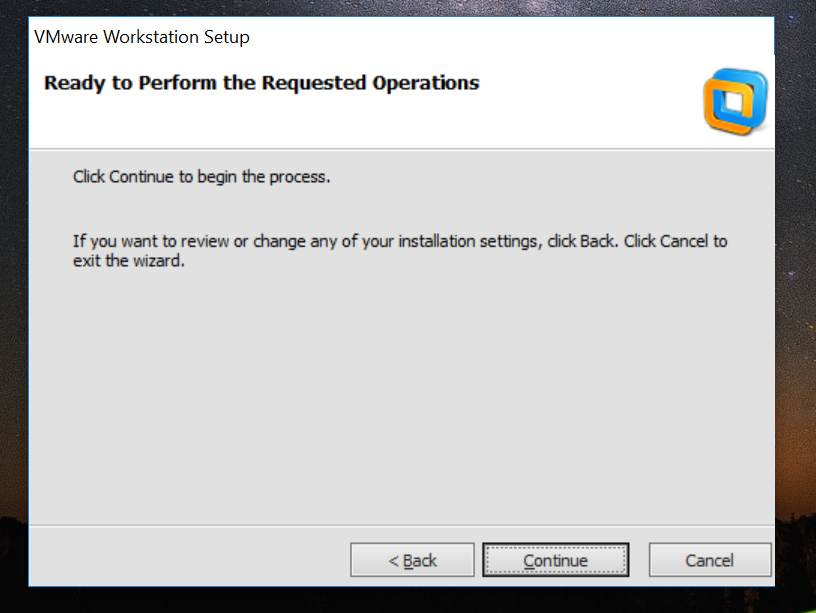 VMware Workstation Setup
Ready to Perform the Requested Operations
Click Continue to begin the process.
If you want to review or change any of your installation settings, click Back. Click Cancel to
exit the wizard.
< Back
Continue
Cancel